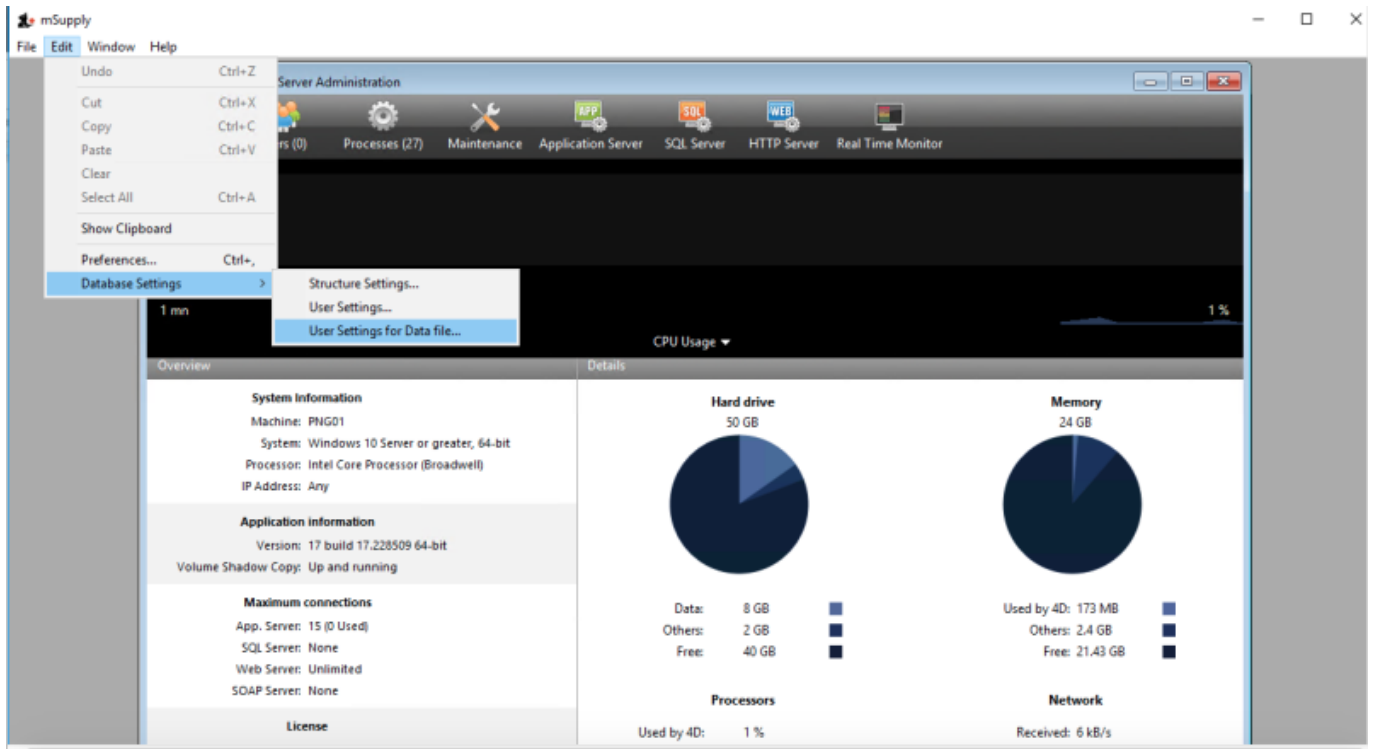 mSupply
File Edit Window Help
Undo Ctrl+Z
Cut Ctrl+X
Copy Ctrl+C
Paste Ctrl+V
Clear
Select All Ctrl+A
Show Clipboard
Preferences... Ctrl+,
Database Settings >
Structure Settings...
User Settings...
User Settings for Data file...
Server Administration
rs (0) Processes (27) Maintenance Application Server SQL Server HTTP Server Real Time Monitor
APP SQL WEB
1 mn 1 %
CPU Usage
Overview Details
System Information
Machine: PNG01
System: Windows 10 Server or greater, 64-bit
Processor: Intel Core Processor (Broadwell)
IP Address: Any
Application information
Version: 17 build 17.228509 64-bit
Volume Shadow Copy: Up and running
Maximum connections
App. Server: 15 (0 Used)
SQL Server: None
Web Server: Unlimited
SOAP Server: None
License
Hard drive
50 GB
Data: 8 GB
Others: 2 GB
Free: 40 GB
Memory
24 GB
Used by 4D: 173 MB
Others: 2.4 GB
Free: 21.43 GB
Processors
Used by 4D: 1 %
Network
Received: 6 kB/s